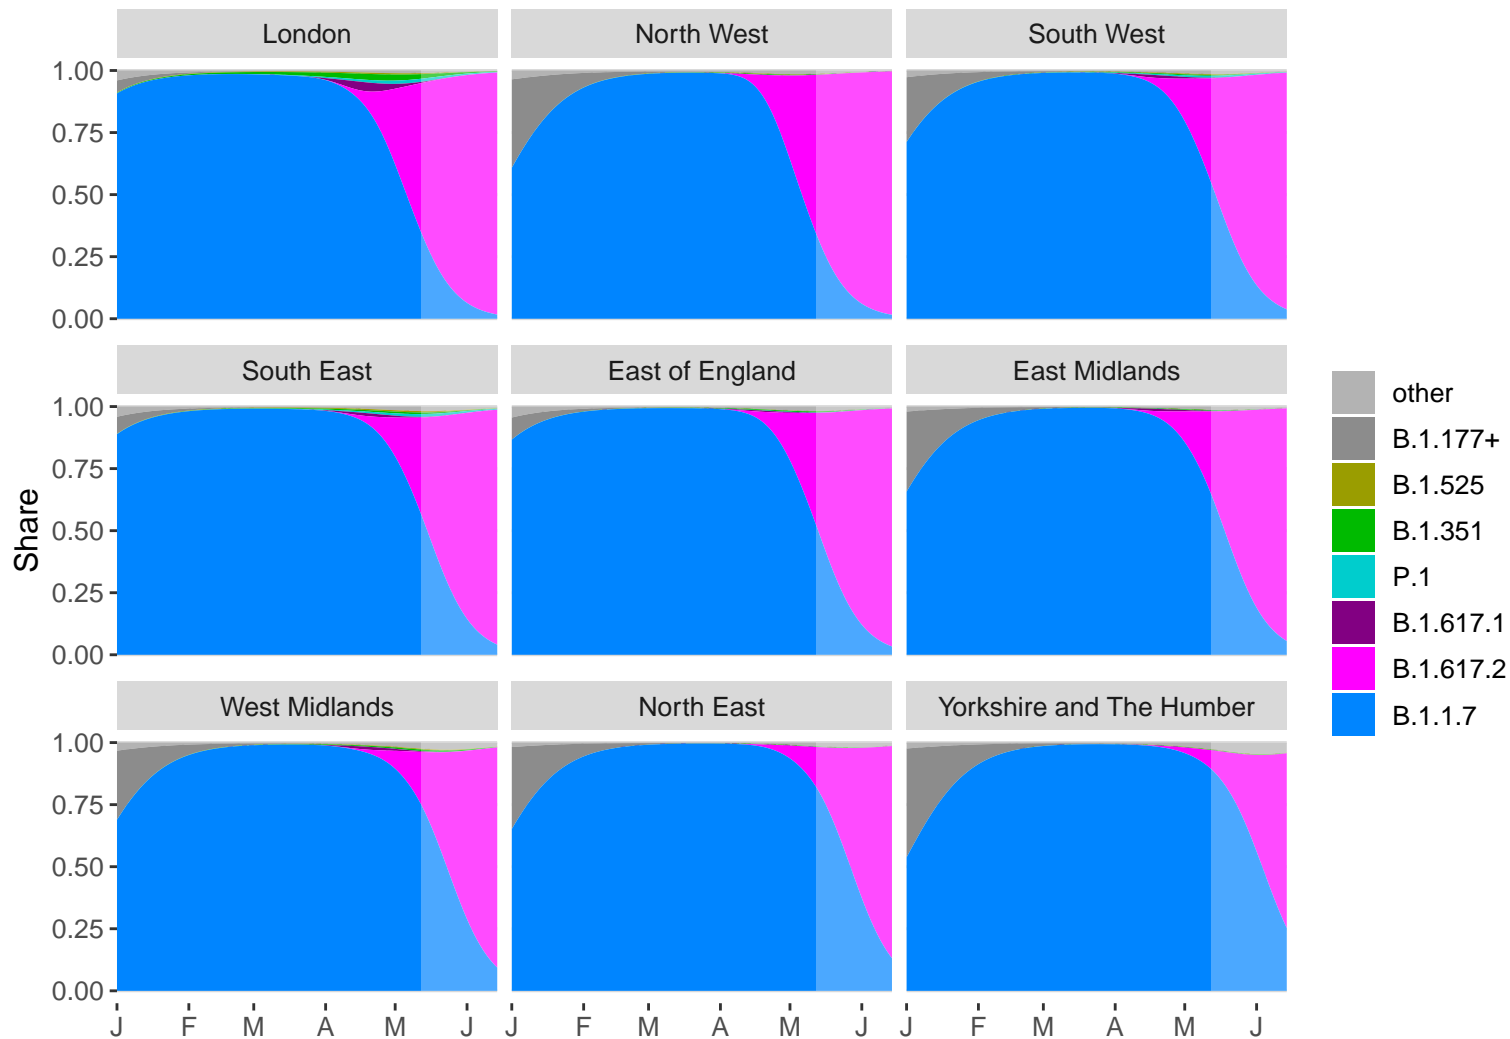 London North West South West
1.00
0.75
0.50
0.25
0.00
South East East of England East Midlands
1.00
0.75
0.50
0.25
0.00
Share
West Midlands North East Yorkshire and The Humber
1.00
0.75
0.50
0.25
0.00
J F M A M J J F M A M J J F M A M J
other
B.1.177+
B.1.525
B.1.351
P.1
B.1.617.1
B.1.617.2
B.1.1.7